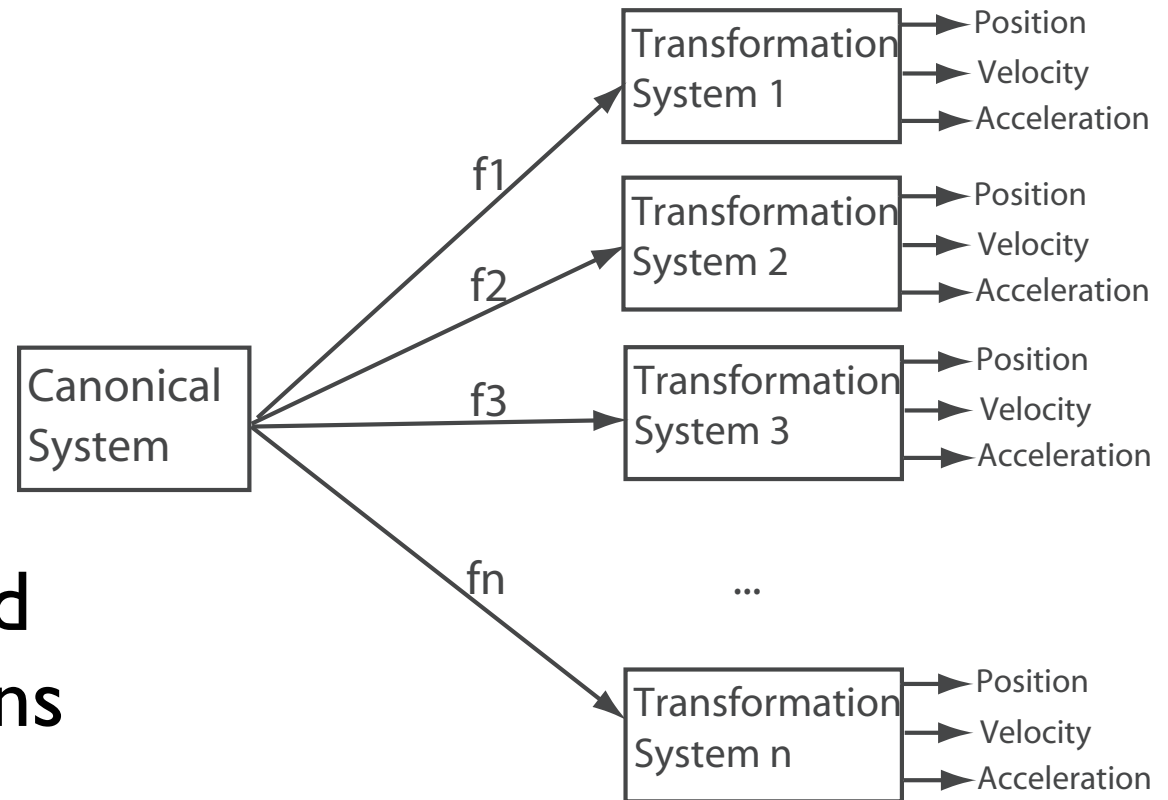 Transformation
System 1
Position
Velocity
Acceleration
f1
Transformation
System 2
Position
Velocity
Acceleration
f2
Canonical
System
f3
Transformation
System 3
Position
Velocity
Acceleration
fn
...
Transformation
System n
Position
Velocity
Acceleration